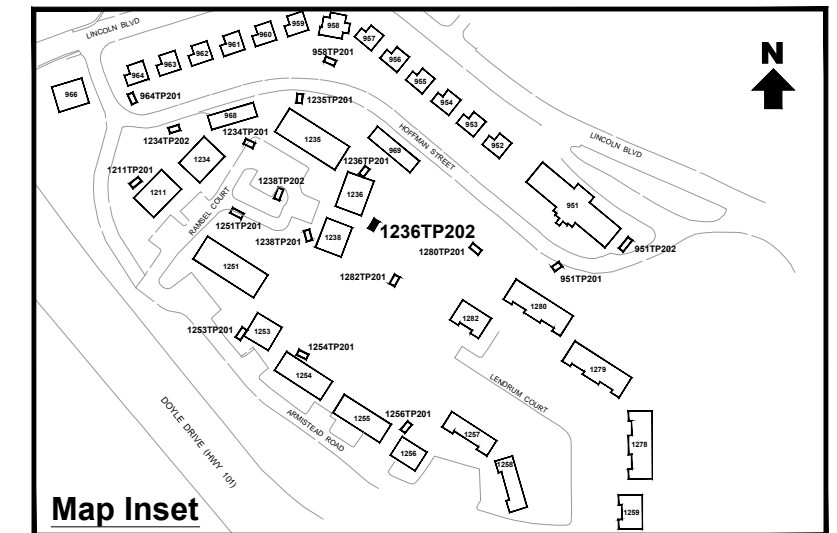 LINCOLN BLVD
959
958
960
957
961
962
963
964
956
958TP201
955
966
964TP201
1235TP201
954
968
953
1234TP202
1234TP201
1235
HOFFMAN STREET
952
LINCOLN BLVD
969
1234
1211TP201
1236TP201
1238TP202
1211
1236
951
RAMSEL COURT
1251TP201
1236TP202
1238TP201
1238
951TP202
1280TP201
1251
951TP201
1282TP201
1280
1282
1253TP201
1253
1254TP201
1279
1254
LENDRUM COURT
DOYLE DRIVE (HWY 101)
ARMISTEAD ROAD
1255
1256TP201
1257
1256
1278
1258
1259
Map Inset
N